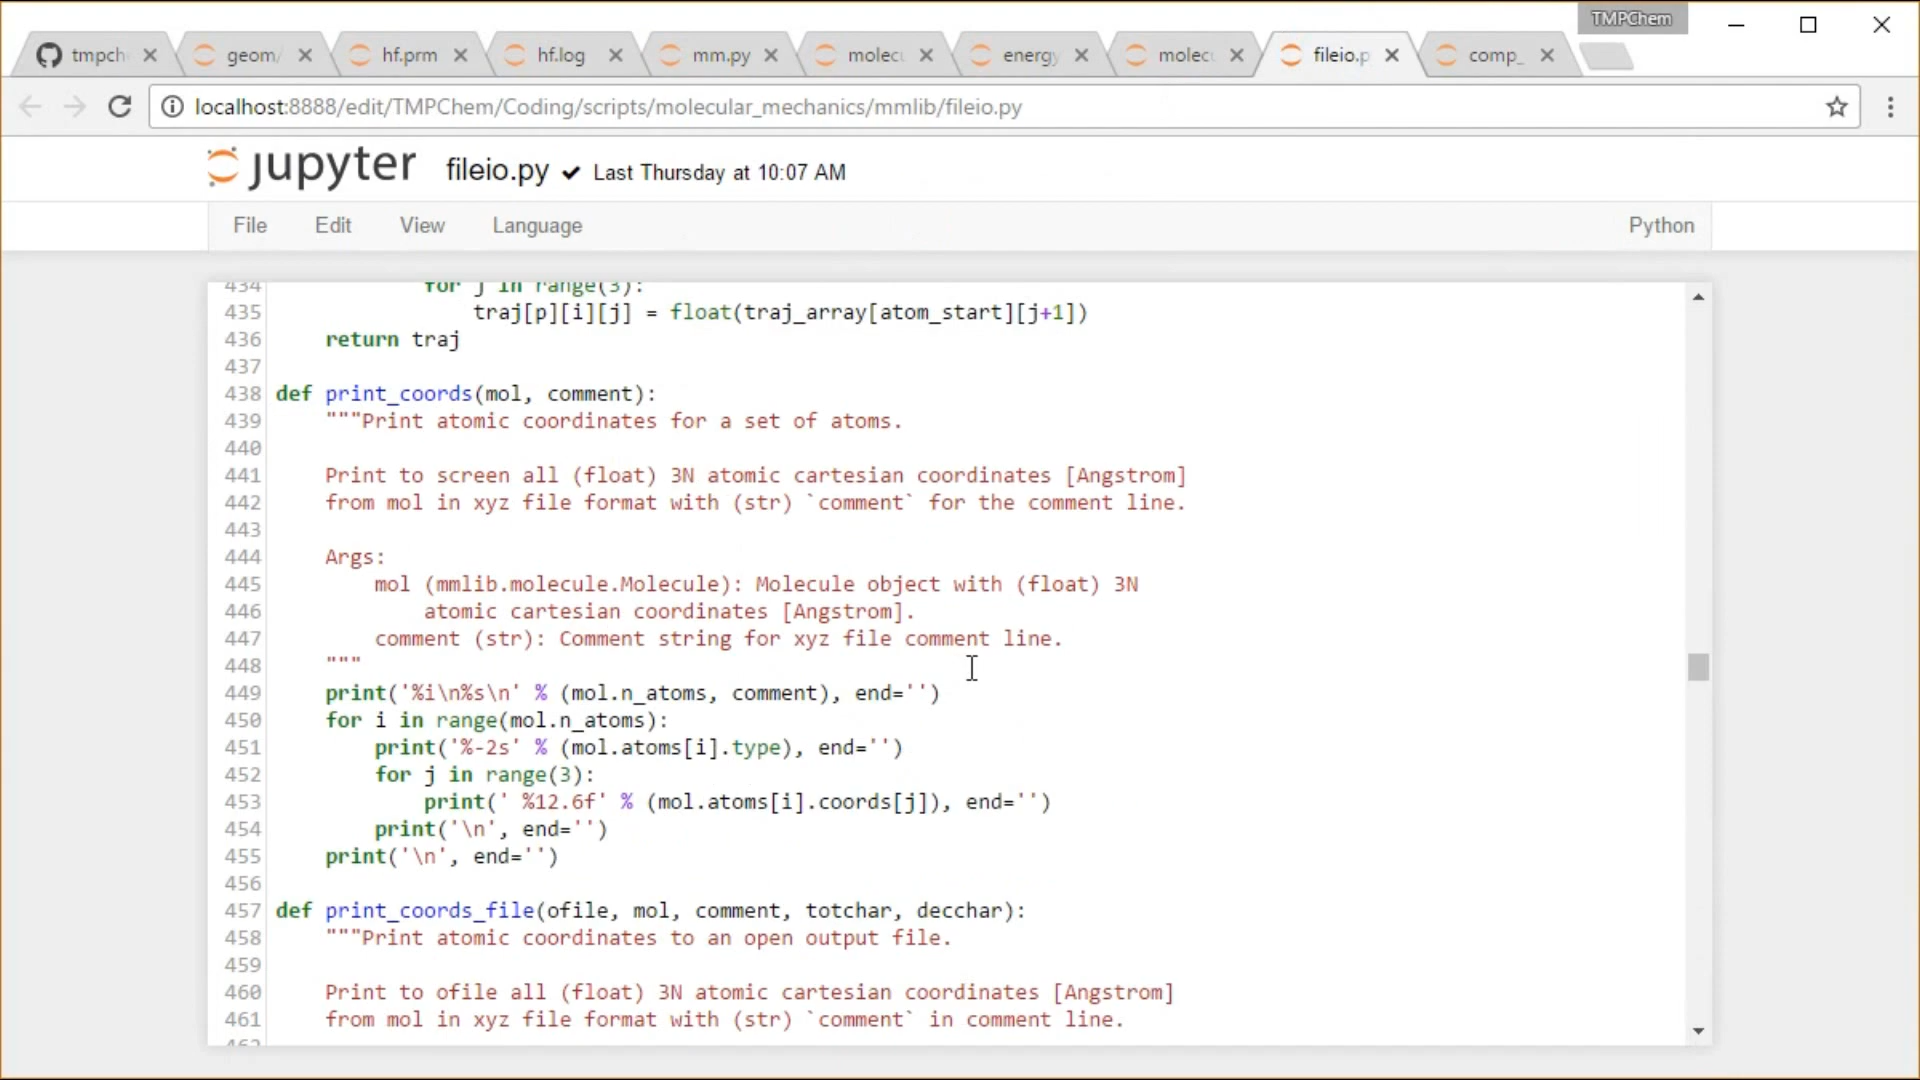 TMPChem
tmpch
geom/
hf.prm
hf.log
mm.py
molecu
energy
molecu
fileio.p
comp_
localhost:8888/edit/TMPChem/Coding/scripts/molecular_mechanics/mmlib/fileio.py
jupyter fileio.py ✔ Last Thursday at 10:07 AM
File Edit View Language Python
434 for j in range(3):
435 traj[p][i][j] = float(traj_array[atom_start][j+1])
436 return traj
437
438 def print_coords(mol, comment):
439 """Print atomic coordinates for a set of atoms.
440
441 Print to screen all (float) 3N atomic cartesian coordinates [Angstrom]
442 from mol in xyz file format with (str) `comment` for the comment line.
443
444 Args:
445 mol (mmlib.molecule.Molecule): Molecule object with (float) 3N
446 atomic cartesian coordinates [Angstrom].
447 comment (str): Comment string for xyz file comment line.
448 """
449 print('%i\n%s\n' % (mol.n_atoms, comment), end='')
450 for i in range(mol.n_atoms):
451 print('%-2s' % (mol.atoms[i].type), end='')
452 for j in range(3):
453 print(' %12.6f' % (mol.atoms[i].coords[j]), end='')
454 print('\n', end='')
455 print('\n', end='')
456
457 def print_coords_file(ofile, mol, comment, totchar, decchar):
458 """Print atomic coordinates to an open output file.
459
460 Print to ofile all (float) 3N atomic cartesian coordinates [Angstrom]
461 from mol in xyz file format with (str) `comment` in comment line.
462